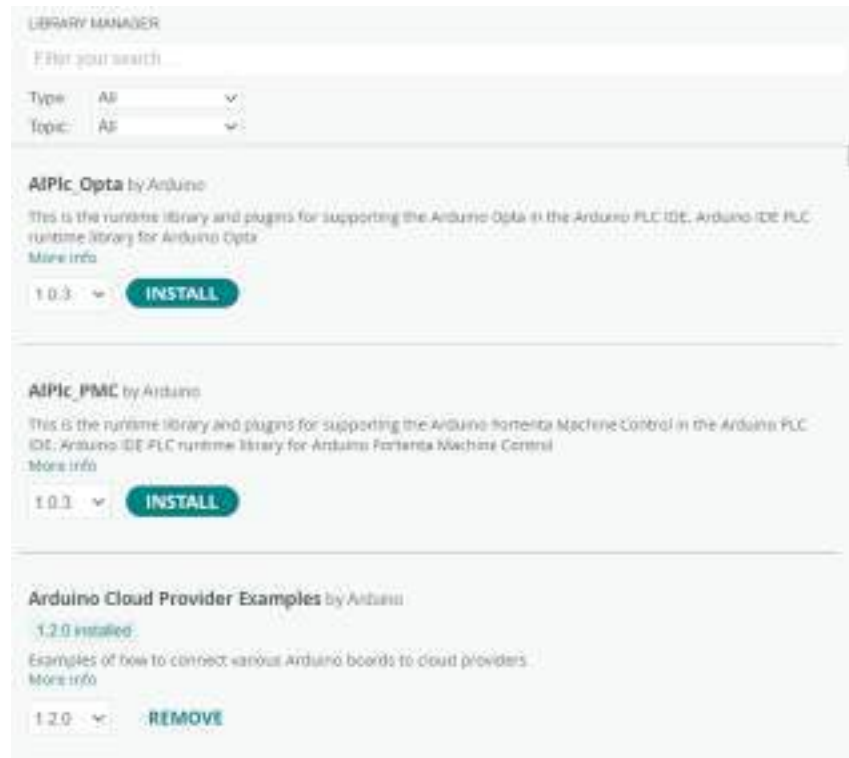 LIBRARY MANAGER
Filter your search...
Type: All
Topic: All
AIPlc_Opta by Arduino
This is the runtime library and plugins for supporting the Arduino Opta in the Arduino PLC IDE. Arduino IDE PLC
runtime library for Arduino Opta
More info
1.0.3 INSTALL
AIPlc_PMC by Arduino
This is the runtime library and plugins for supporting the Arduino Portenta Machine Control in the Arduino PLC
IDE. Arduino IDE PLC runtime library for Arduino Portenta Machine Control
More info
1.0.3 INSTALL
Arduino Cloud Provider Examples by Arduino
1.2.0 installed
Examples of how to connect various Arduino boards to cloud providers
More info
1.2.0 REMOVE